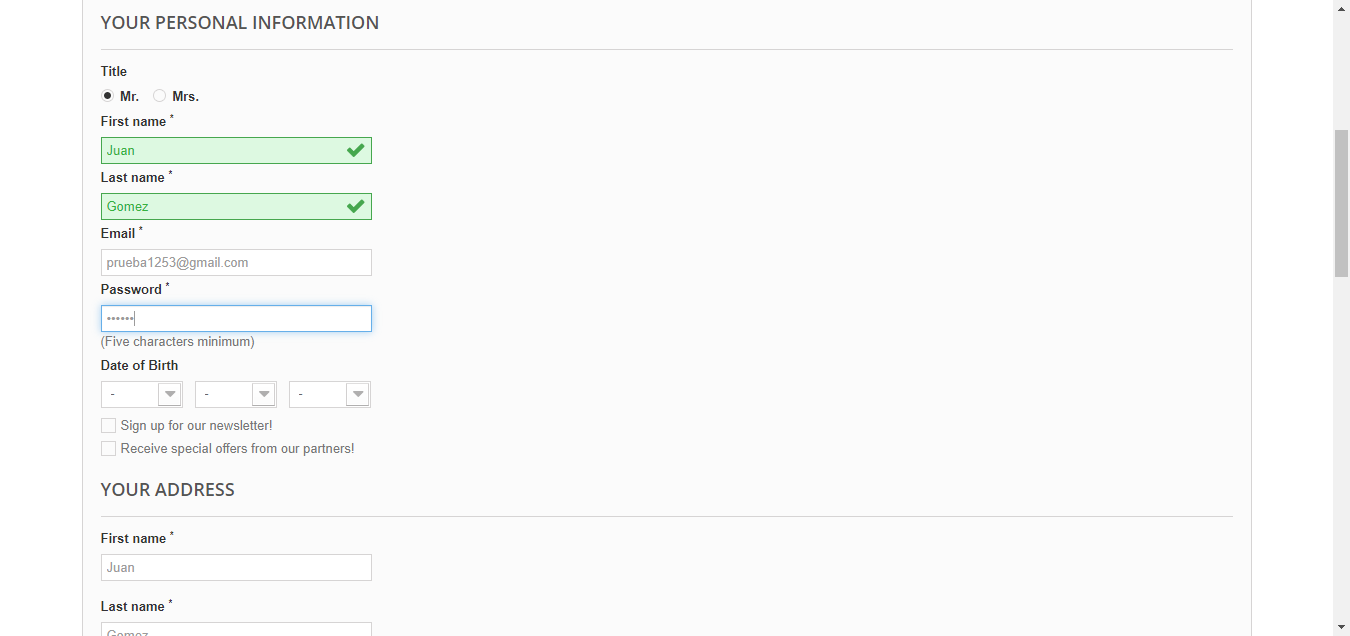 YOUR PERSONAL INFORMATION
Title
Mr. Mrs.
First name *
Juan
Last name *
Gomez
Email *
prueba1253@gmail.com
Password *
••••••
(Five characters minimum)
Date of Birth
- - -
Sign up for our newsletter!
Receive special offers from our partners!
YOUR ADDRESS
First name *
Juan
Last name *
Gomez